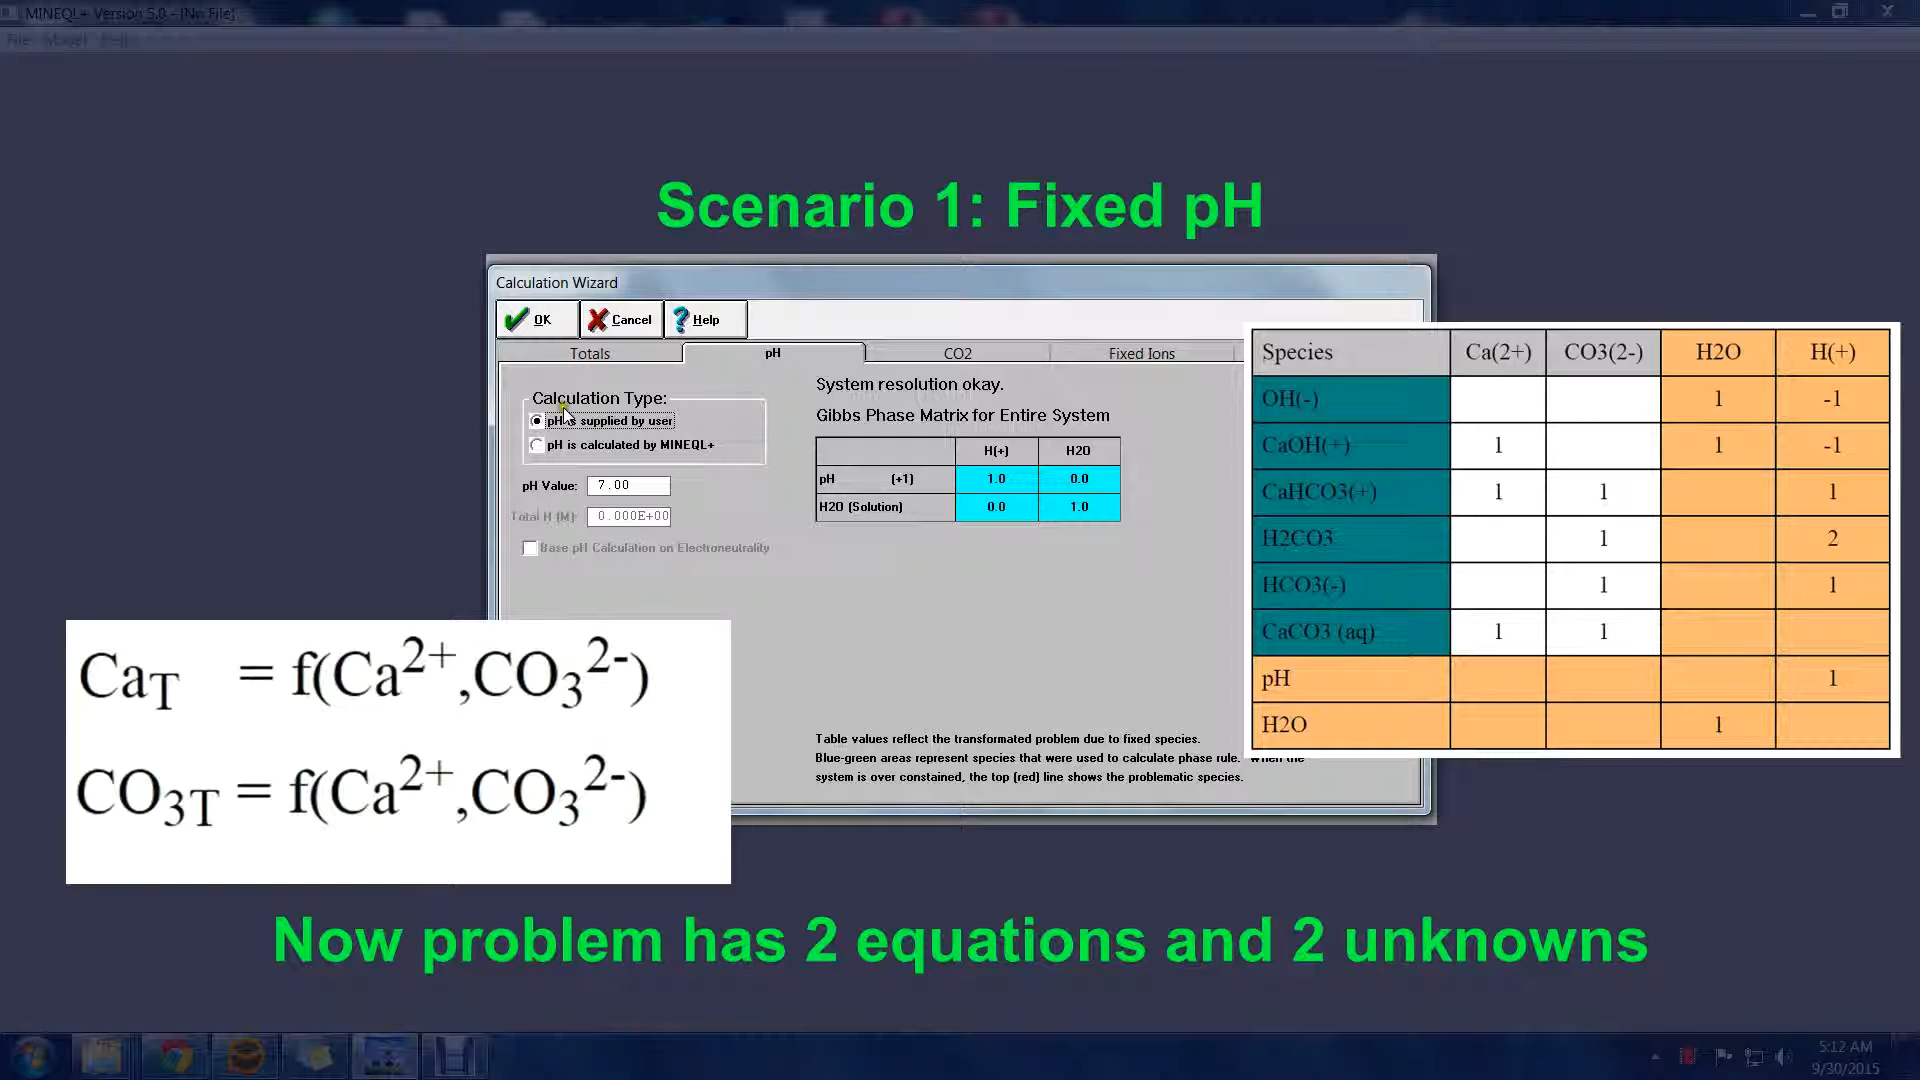 MINEQL+ Version 5.0 - [No File]
File Model Help
Scenario 1: Fixed pH
Calculation Wizard
OK Cancel Help
Totals pH CO2 Fixed Ions
Calculation Type:
pH is supplied by user
pH is calculated by MINEQL+
pH Value: 7.00
Total H (M): 0.000E+00
Base pH Calculation on Electroneutrality
System resolution okay.
Gibbs Phase Matrix for Entire System
H(+) H2O
pH (+1) 1.0 0.0
H2O (Solution) 0.0 1.0
Table values reflect the transformated problem due to fixed species.
Blue-green areas represent species that were used to calculate phase rule. When the
system is over constained, the top (red) line shows the problematic species.
Species Ca(2+) CO3(2-) H2O H(+)
OH(-) 1 -1
CaOH(+) 1 1 -1
CaHCO3(+) 1 1 1
H2CO3 1 2
HCO3(-) 1 1
CaCO3 (aq) 1 1
pH 1
H2O 1
CaT = f(Ca2+,CO32-)
CO3T = f(Ca2+,CO32-)
Now problem has 2 equations and 2 unknowns
5:12 AM
9/30/2015